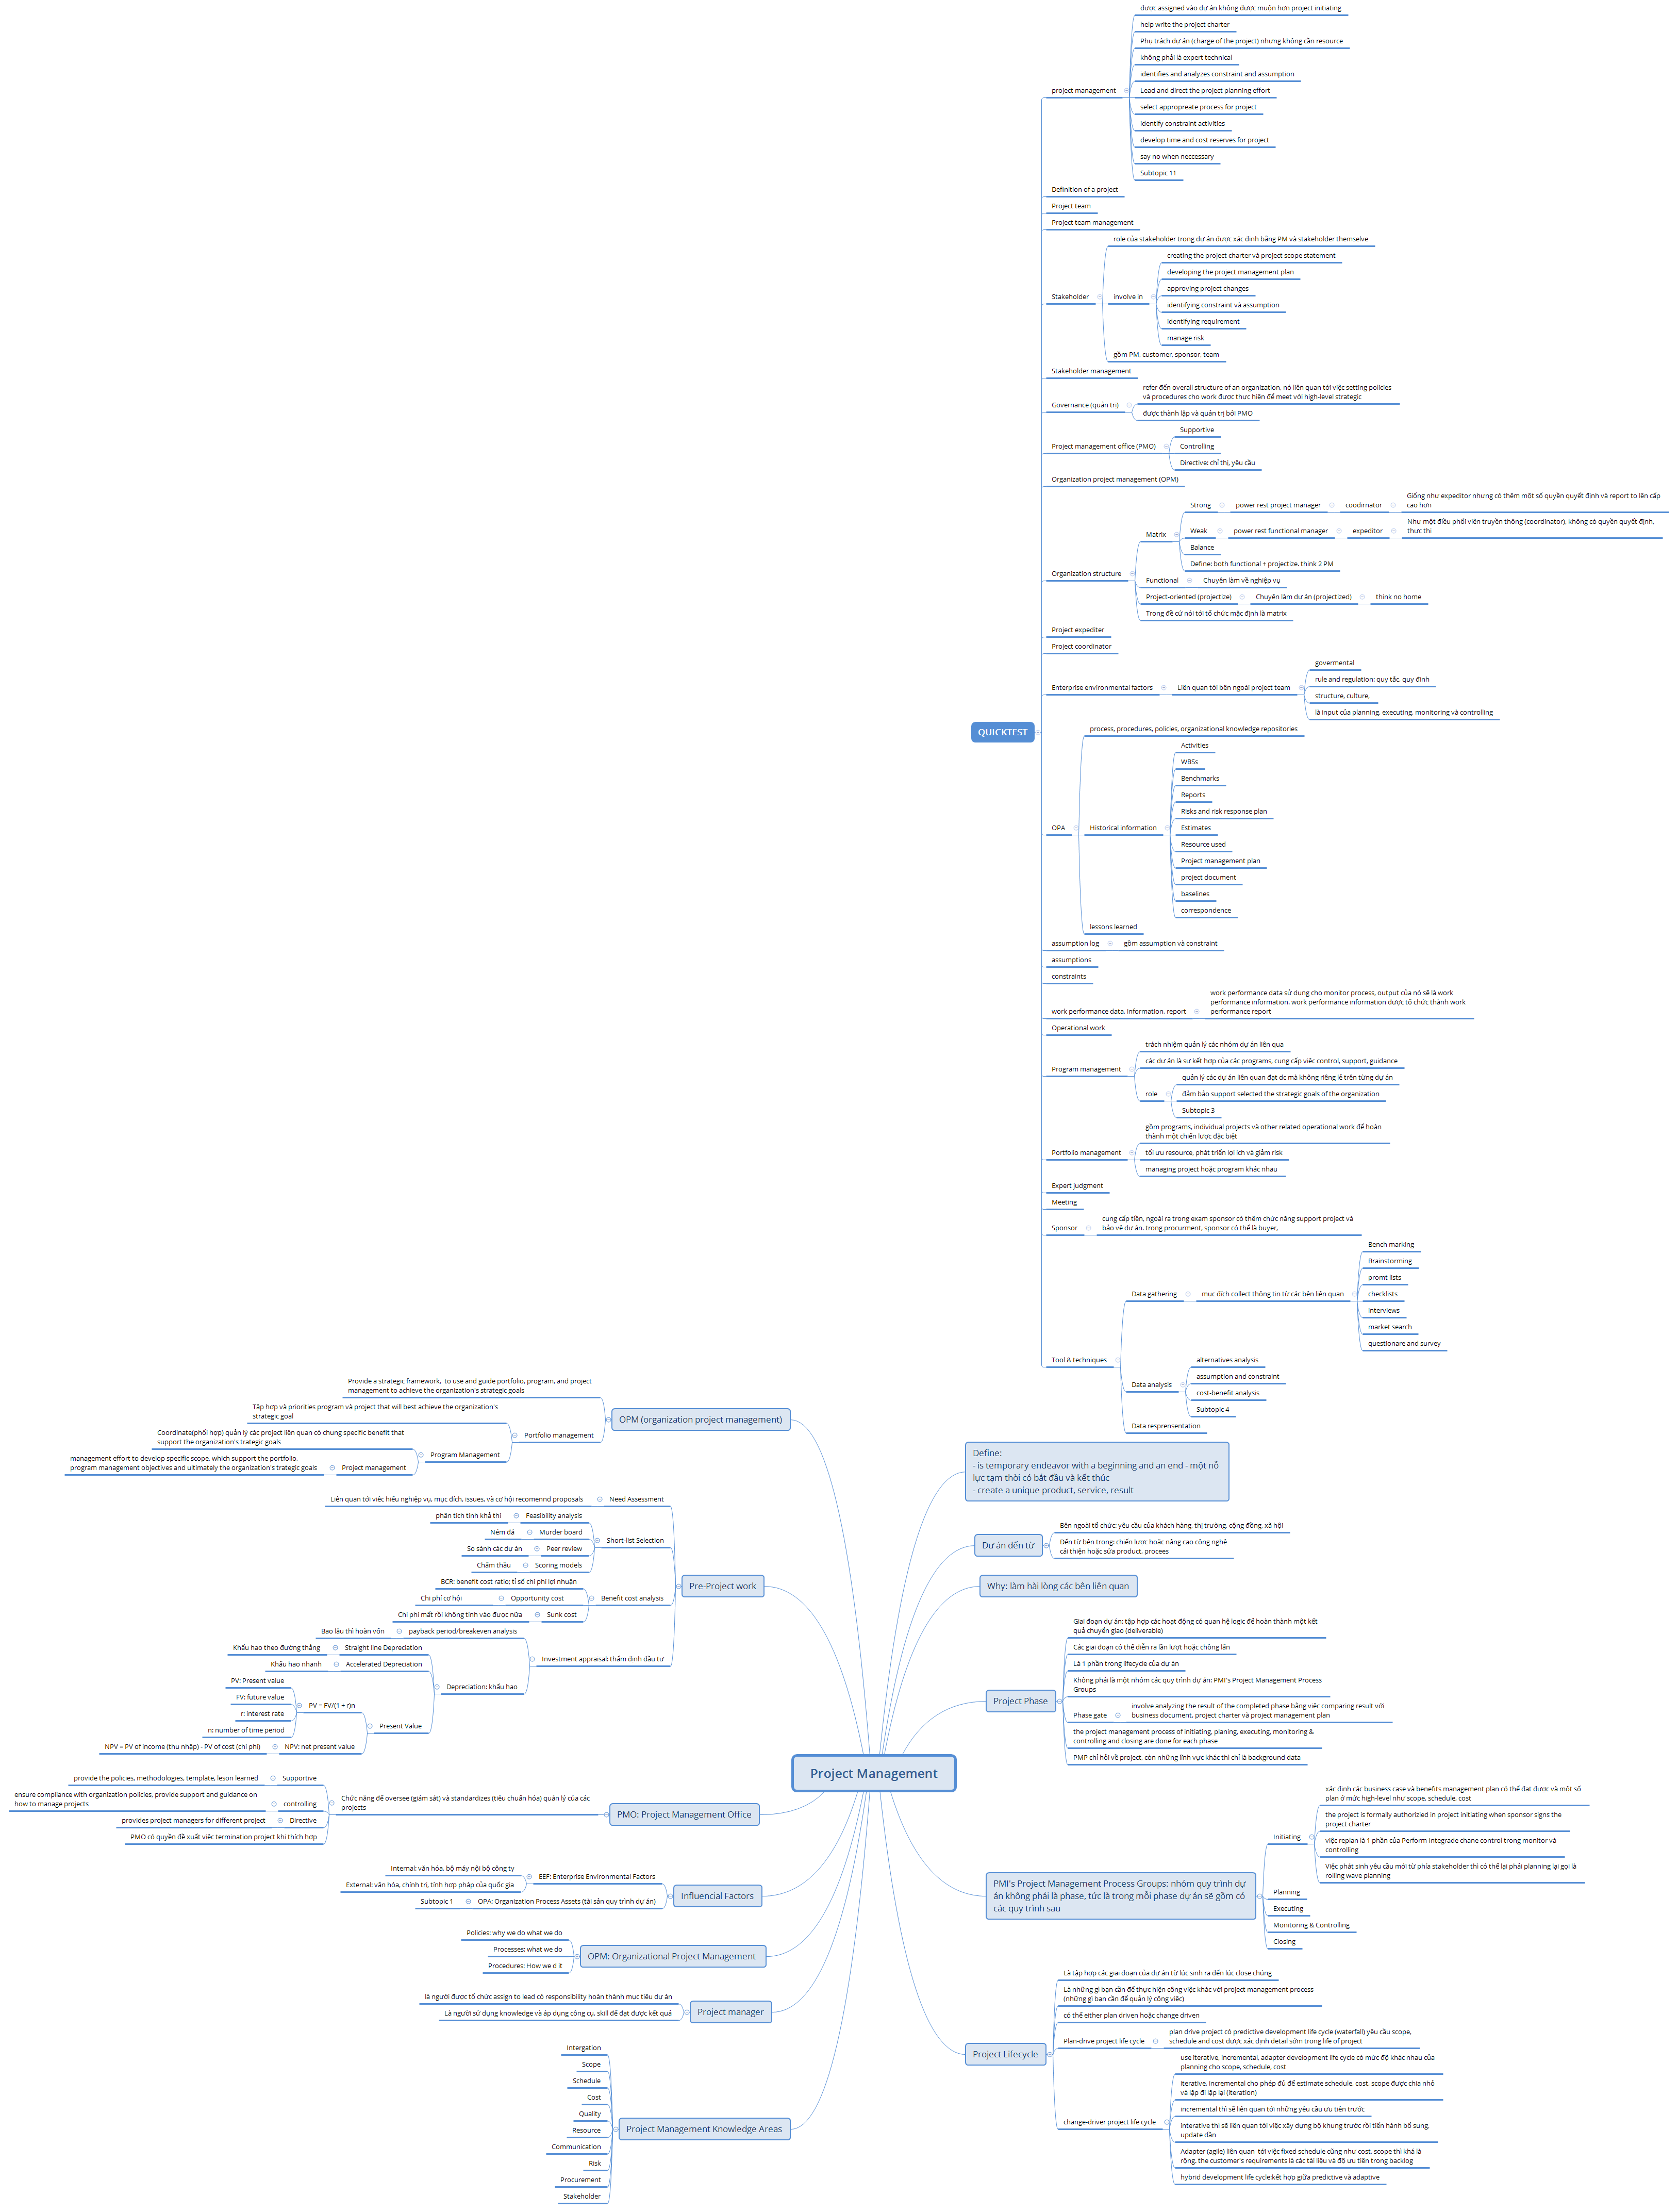 được assigned vào dự án không được muộn hơn project initiating
help write the project charter
Phụ trách dự án (charge of the project) nhưng không cần resource
không phải là expert technical
identifies and analyzes constraint and assumption
project management
Lead and direct the project planning effort
select appropreate process for project
identify constraint activities
develop time and cost reserves for project
say no when neccessary
Subtopic 11
Definition of a project
Project team
Project team management
role của stakeholder trong dự án được xác định bằng PM và stakeholder themselve
creating the project charter và project scope statement
developing the project management plan
approving project changes
Stakeholder
involve in
identifying constraint và assumption
identifying requirement
manage risk
gồm PM, customer, sponsor, team
Stakeholder management
Governance (quản trị)
refer đến overall structure of an organization, nó liên quan tới việc setting policies
và procedures cho work được thực hiện để meet với high-level strategic
được thành lập và quản trị bởi PMO
Project management office (PMO)
Supportive
Controlling
Directive: chỉ thị, yêu cầu
Organization project management (OPM)
Organization structure
Matrix
Strong
power rest project manager
coodirnator
Giống như expeditor nhưng có thêm một số quyền quyết định và report to lên cấp
cao hơn
Weak
power rest functional manager
expeditor
Như một điều phối viên truyền thông (coordinator), không có quyền quyết định,
thực thi
Balance
Define: both functional + projectize. think 2 PM
Functional
Chuyên làm về nghiệp vụ
Project-oriented (projectize)
Chuyên làm dự án (projectized)
think no home
Trong đề cứ nói tới tổ chức mặc định là matrix
Project expediter
Project coordinator
Enterprise environmental factors
Liên quan tới bên ngoài project team
govermental
rule and regulation: quy tắc, quy định
structure, culture,
là input của planning, executing, monitoring và controlling
QUICKTEST
OPA
process, procedures, policies, organizational knowledge repositories
Historical information
Activities
WBSs
Benchmarks
Reports
Risks and risk response plan
Estimates
Resource used
Project management plan
project document
baselines
correspondence
lessons learned
assumption log
gồm assumption và constraint
assumptions
constraints
work performance data, information, report
work performance data sử dụng cho monitor process, output của nó sẽ là work
performance information. work performance information được tổ chức thành work
performance report
Operational work
Program management
trách nhiệm quản lý các nhóm dự án liên qua
các dự án là sự kết hợp của các programs, cung cấp việc control, support, guidance
role
quản lý các dự án liên quan đạt dc mà không riêng lẻ trên từng dự án
đảm bảo support selected the strategic goals of the organization
Subtopic 3
Portfolio management
gồm programs, individual projects và other related operational work để hoàn
thành một chiến lược đặc biệt
tối ưu resource, phát triển lợi ích và giảm risk
managing project hoặc program khác nhau
Expert judgment
Meeting
Sponsor
cung cấp tiền, ngoài ra trong exam sponsor có thêm chức năng support project và
bảo vệ dự án. trong procurment, sponsor có thể là buyer,
Tool & techniques
Data gathering
mục đích collect thông tin từ các bên liên quan
Bench marking
Brainstorming
promt lists
checklists
interviews
market search
questionare and survey
Data analysis
alternatives analysis
assumption and constraint
cost-benefit analysis
Subtopic 4
Data resprensentation
OPM (organization project management)
Provide a strategic framework, to use and guide portfolio, program, and project
management to achieve the organization's strategic goals
Portfolio management
Tập hợp và priorities program và project that will best achieve the organization's
strategic goal
Program Management
Coordinate(phối hợp) quản lý các project liên quan có chung specific benefit that
support the organization's trategic goals
Project management
management effort to develop specific scope, which support the portfolio,
program management objectives and ultimately the organization's trategic goals
Pre-Project work
Need Assessment
Liên quan tới việc hiểu nghiệp vụ, mục đích, issues, và cơ hội recomennd proposals
Short-list Selection
Feasibility analysis
phân tích tính khả thi
Murder board
Ném đá
Peer review
So sánh các dự án
Scoring models
Chấm thầu
Benefit cost analysis
BCR: benefit cost ratio: tỉ số chi phí lợi nhuận
Opportunity cost
Chi phí cơ hội
Sunk cost
Chi phí mất rồi không tính vào được nữa
Investment appraisal: thẩm định đầu tư
payback period/breakeven analysis
Bao lâu thì hoàn vốn
Depreciation: khấu hao
Straight line Depreciation
Khấu hao theo đường thẳng
Accelerated Depreciation
Khấu hao nhanh
Present Value
PV = FV/(1 + r)n
PV: Present value
FV: future value
r: interest rate
n: number of time period
NPV: net present value
NPV = PV of income (thu nhập) - PV of cost (chi phí)
Project Management
PMO: Project Management Office
Chức năng để oversee (giám sát) và standardizes (tiêu chuẩn hóa) quản lý của các
projects
Supportive
provide the policies, methodologies, template, leson learned
controlling
ensure compliance with organization policies, provide support and guidance on
how to manage projects
Directive
provides project managers for different project
PMO có quyền đề xuất việc termination project khi thích hợp
Influencial Factors
EEF: Enterprise Environmental Factors
Internal: văn hóa, bộ máy nội bộ công ty
External: văn hóa, chính trị, tính hợp pháp của quốc gia
OPA: Organization Process Assets (tài sản quy trình dự án)
Subtopic 1
OPM: Organizational Project Management
Policies: why we do what we do
Processes: what we do
Procedures: How we d it
Project manager
là người được tổ chức assign to lead có responsibility hoàn thành mục tiêu dự án
Là người sử dụng knowledge và áp dụng công cụ, skill để đạt được kết quả
Project Management Knowledge Areas
Intergation
Scope
Schedule
Cost
Quality
Resource
Communication
Risk
Procurement
Stakeholder
Define:
- is temporary endeavor with a beginning and an end - một nỗ
lực tạm thời có bắt đầu và kết thúc
- create a unique product, service, result
Dự án đến từ
Bên ngoài tổ chức: yêu cầu của khách hàng, thị trường, cộng đồng, xã hội
Đến từ bên trong: chiến lược hoặc nâng cao công nghệ
cải thiện hoặc sửa product, procees
Why: làm hài lòng các bên liên quan
Project Phase
Giai đoạn dự án: tập hợp các hoạt động có quan hệ logic để hoàn thành một kết
quả chuyển giao (deliverable)
Các giai đoạn có thể diễn ra lần lượt hoặc chồng lấn
Là 1 phần trong lifecycle của dự án
Không phải là một nhóm các quy trình dự án: PMI's Project Management Process
Groups
Phase gate
involve analyzing the result of the completed phase bằng việc comparing result với
business document, project charter và project management plan
the project management process of initiating, planing, executing, monitoring &
controlling and closing are done for each phase
PMP chỉ hỏi về project, còn những lĩnh vực khác thì chỉ là background data
PMI's Project Management Process Groups: nhóm quy trình dự
án không phải là phase, tức là trong mỗi phase dự án sẽ gồm có
các quy trình sau
Initiating
xác định các business case và benefits management plan có thể đạt được và một số
plan ở mức high-level như scope, schedule, cost
the project is formally authorizied in project initiating when sponsor signs the
project charter
việc replan là 1 phần của Perform Integrade chane control trong monitor và
controlling
Việc phát sinh yêu cầu mới từ phía stakeholder thì có thể lại phải planning lại gọi là
rolling wave planning
Planning
Executing
Monitoring & Controlling
Closing
Project Lifecycle
Là tập hợp các giai đoạn của dự án từ lúc sinh ra đến lúc close chúng
Là những gì bạn cần để thực hiện công việc khác với project management process
(những gì bạn cần để quản lý công việc)
có thể either plan driven hoặc change driven
Plan-drive project life cycle
plan drive project có predictive development life cycle (waterfall) yêu cầu scope,
schedule and cost được xác định detail sớm trong life of project
change-driver project life cycle
use iterative, incremental, adapter development life cycle có mức độ khác nhau của
planning cho scope, schedule, cost
Iterative, incremental cho phép đủ để estimate schedule, cost, scope được chia nhỏ
và lặp đi lặp lại (iteration)
incremental thì sẽ liên quan tới những yêu cầu ưu tiên trước
interative thì sẽ liên quan tới việc xây dựng bộ khung trước rồi tiến hành bổ sung,
update dần
Adapter (agile) liên quan tới việc fixed schedule cũng như cost, scope thì khá là
rộng. the customer's requirements là các tài liệu và độ ưu tiên trong backlog
hybrid development life cycle:kết hợp giữa predictive và adaptive